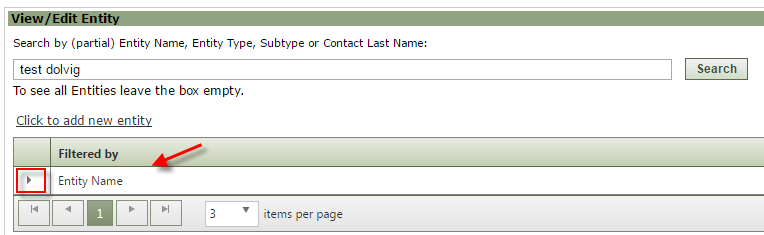 View/Edit Entity
Search by (partial) Entity Name, Entity Type, Subtype or Contact Last Name:
test dolvig Search
To see all Entities leave the box empty.
Click to add new entity
Filtered by
Entity Name
1 3 items per page